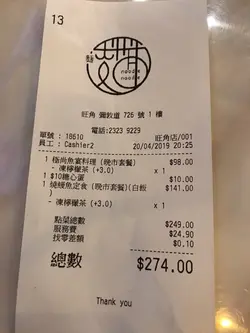 13
noodle
noodle
旺角 彌敦道 726 號 1 樓
電話:2323 9229
單號 : 18610 旺角店/001
員工 : Cashier2 20/04/2019 20:25
1 極尚魚富料理 (晚市套餐) $98.00
- 凍檸檬茶 (+3.0) x 1
1 $10糖心蛋 $10.00
1 燒鰻魚定食 (晚市套餐)(白飯 $141.00
)
- 凍檸檬茶 (+3.0) x 1
點菜總數 $249.00
服務費 $24.90
找零差額 $0.10
總數 $274.00
Thank you